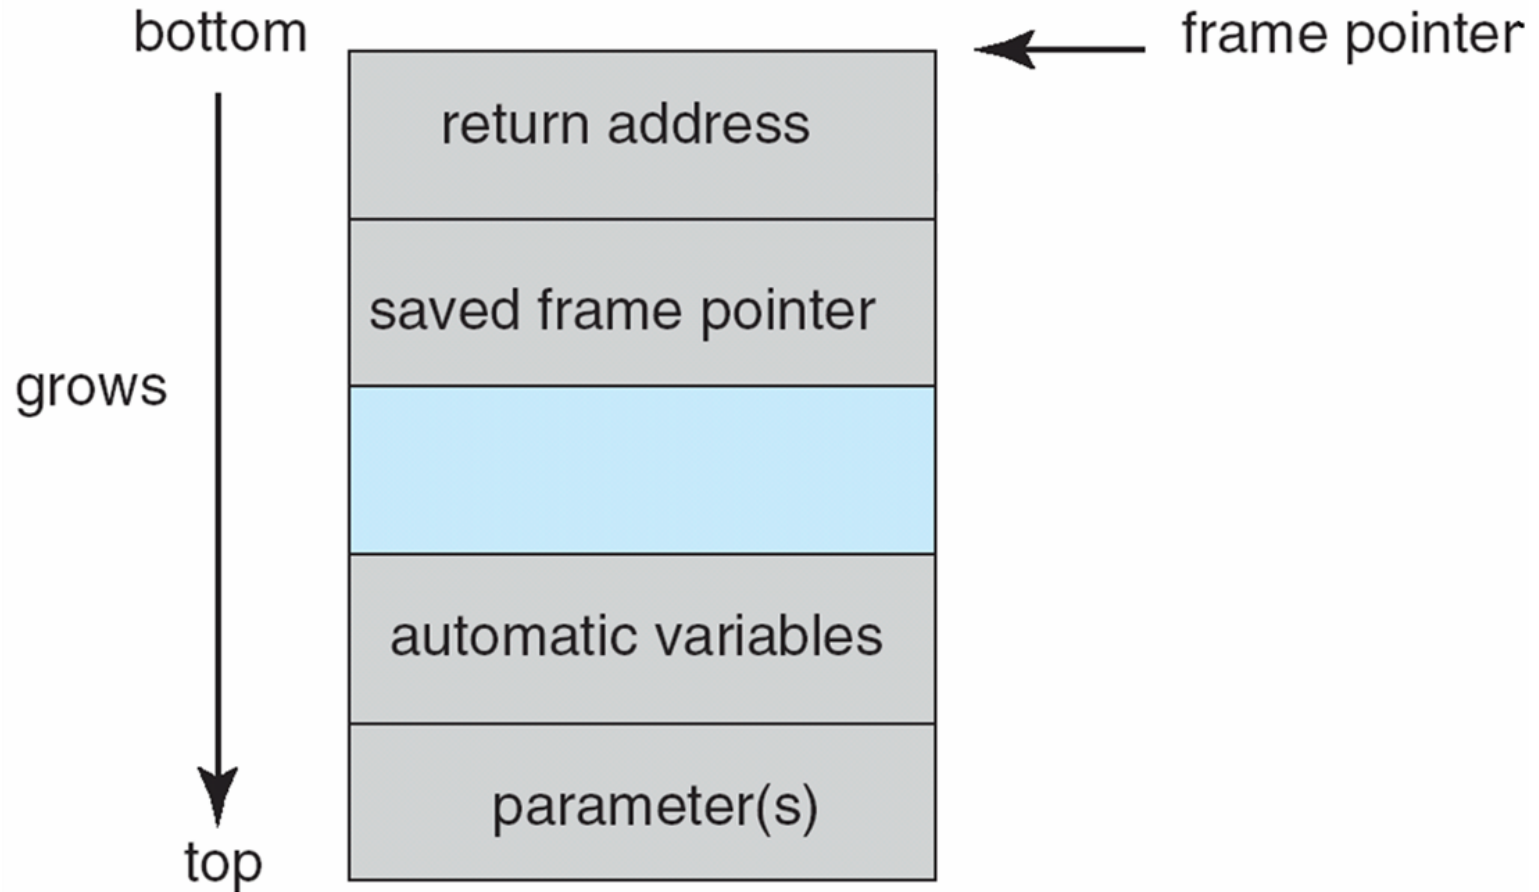 bottom
frame pointer
return address
saved frame pointer
grows
automatic variables
parameter(s)
top